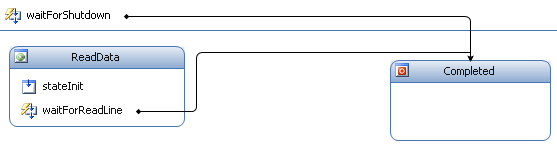 waitForShutdown
ReadData
stateInit
waitForReadLine
Completed